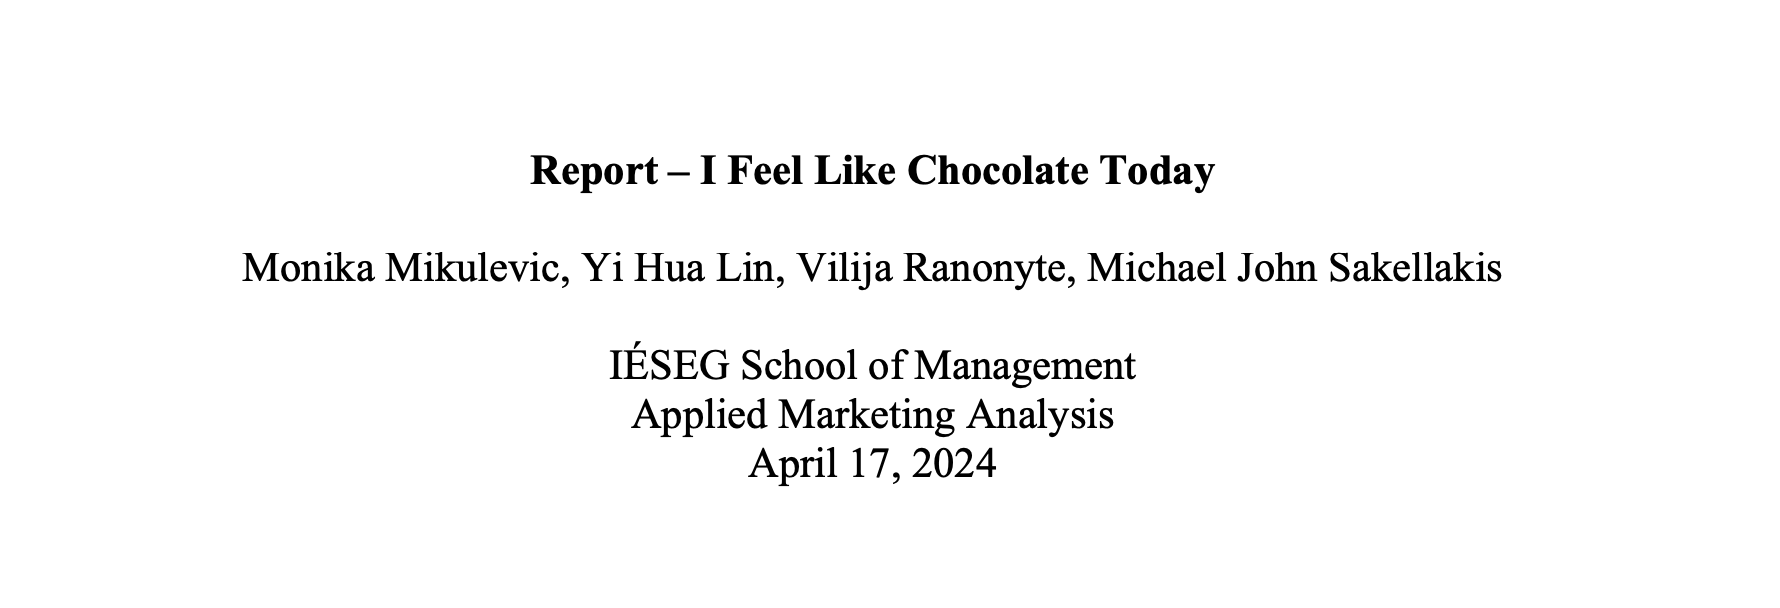 Report – I Feel Like Chocolate Today
Monika Mikulevic, Yi Hua Lin, Vilija Ranonyte, Michael John Sakellakis
IÉSEG School of Management
Applied Marketing Analysis
April 17, 2024